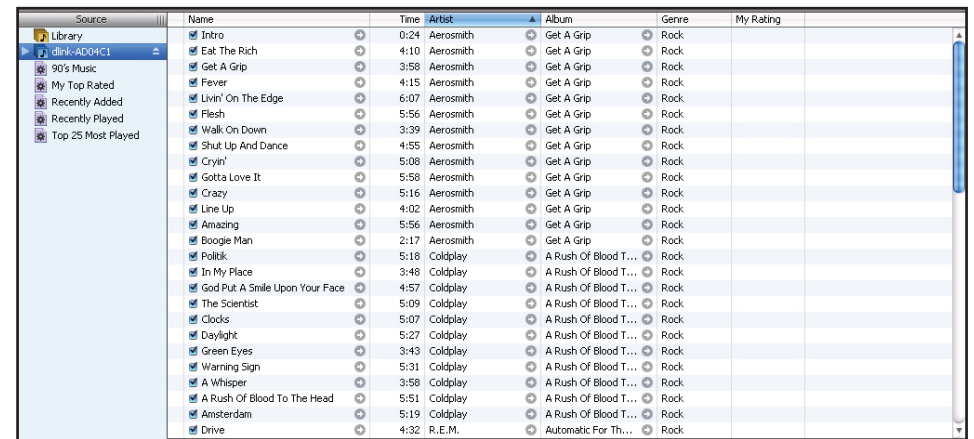 Source Name Time Artist Album Genre My Rating
Library
dlink-AD04C1
90's Music
My Top Rated
Recently Added
Recently Played
Top 25 Most Played
Intro 0:24 Aerosmith Get A Grip Rock
Eat The Rich 4:10 Aerosmith Get A Grip Rock
Get A Grip 3:58 Aerosmith Get A Grip Rock
Fever 4:15 Aerosmith Get A Grip Rock
Livin' On The Edge 6:07 Aerosmith Get A Grip Rock
Flesh 5:56 Aerosmith Get A Grip Rock
Walk On Down 3:39 Aerosmith Get A Grip Rock
Shut Up And Dance 4:55 Aerosmith Get A Grip Rock
Cryin' 5:08 Aerosmith Get A Grip Rock
Gotta Love It 5:58 Aerosmith Get A Grip Rock
Crazy 5:16 Aerosmith Get A Grip Rock
Line Up 4:02 Aerosmith Get A Grip Rock
Amazing 5:56 Aerosmith Get A Grip Rock
Boogie Man 2:17 Aerosmith Get A Grip Rock
Politik 5:18 Coldplay A Rush Of Blood T... Rock
In My Place 3:48 Coldplay A Rush Of Blood T... Rock
God Put A Smile Upon Your Face 4:57 Coldplay A Rush Of Blood T... Rock
The Scientist 5:09 Coldplay A Rush Of Blood T... Rock
Clocks 5:07 Coldplay A Rush Of Blood T... Rock
Daylight 5:27 Coldplay A Rush Of Blood T... Rock
Green Eyes 3:43 Coldplay A Rush Of Blood T... Rock
Warning Sign 5:31 Coldplay A Rush Of Blood T... Rock
A Whisper 3:58 Coldplay A Rush Of Blood T... Rock
A Rush Of Blood To The Head 5:51 Coldplay A Rush Of Blood T... Rock
Amsterdam 5:19 Coldplay A Rush Of Blood T... Rock
Drive 4:32 R.E.M. Automatic For Th... Rock